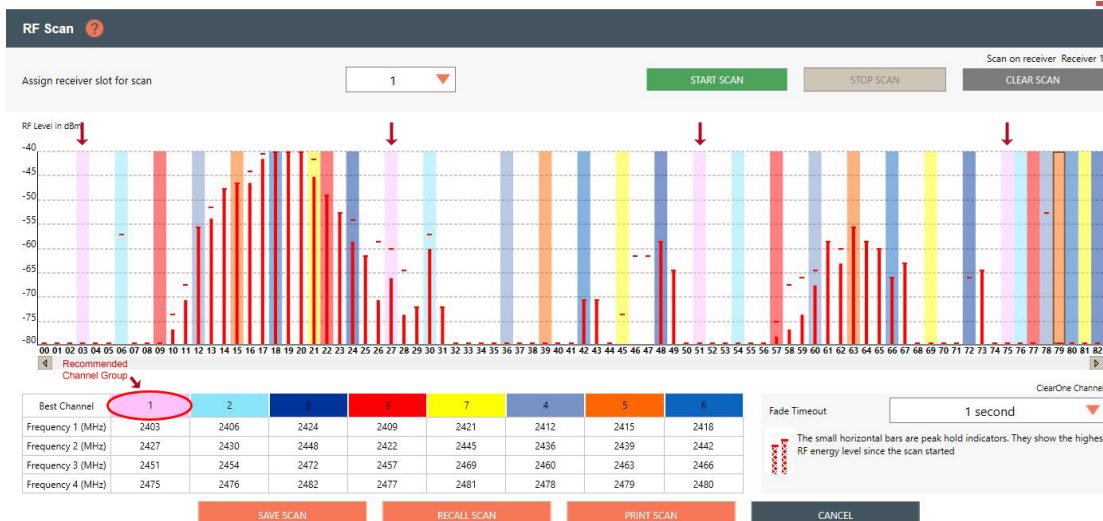 RF Scan ?
Scan on receiver Receiver 1
Assign receiver slot for scan 1 START SCAN STOP SCAN CLEAR SCAN
RF Level in dBm
-40
-45
-50
-55
-60
-65
-70
-75
-80
00 01 02 03 04 05 06 07 08 09 10 11 12 13 14 15 16 17 18 19 20 21 22 23 24 25 26 27 28 29 30 31 32 33 34 35 36 37 38 39 40 41 42 43 44 45 46 47 48 49 50 51 52 53 54 55 56 57 58 59 60 61 62 63 64 65 66 67 68 69 70 71 72 73 74 75 76 77 78 79 80 81 82
Recommended
Channel Group
ClearOne Channel
Best Channel 1 2 8 3 7 4 5 6
Frequency 1 (MHz) 2403 2406 2424 2409 2421 2412 2415 2418
Frequency 2 (MHz) 2427 2430 2448 2422 2445 2436 2439 2442
Frequency 3 (MHz) 2451 2454 2472 2457 2469 2460 2463 2466
Frequency 4 (MHz) 2475 2476 2482 2477 2481 2478 2479 2480
Fade Timeout 1 second
The small horizontal bars are peak hold indicators. They show the highes
RF energy level since the scan started
SAVE SCAN RECALL SCAN PRINT SCAN CANCEL